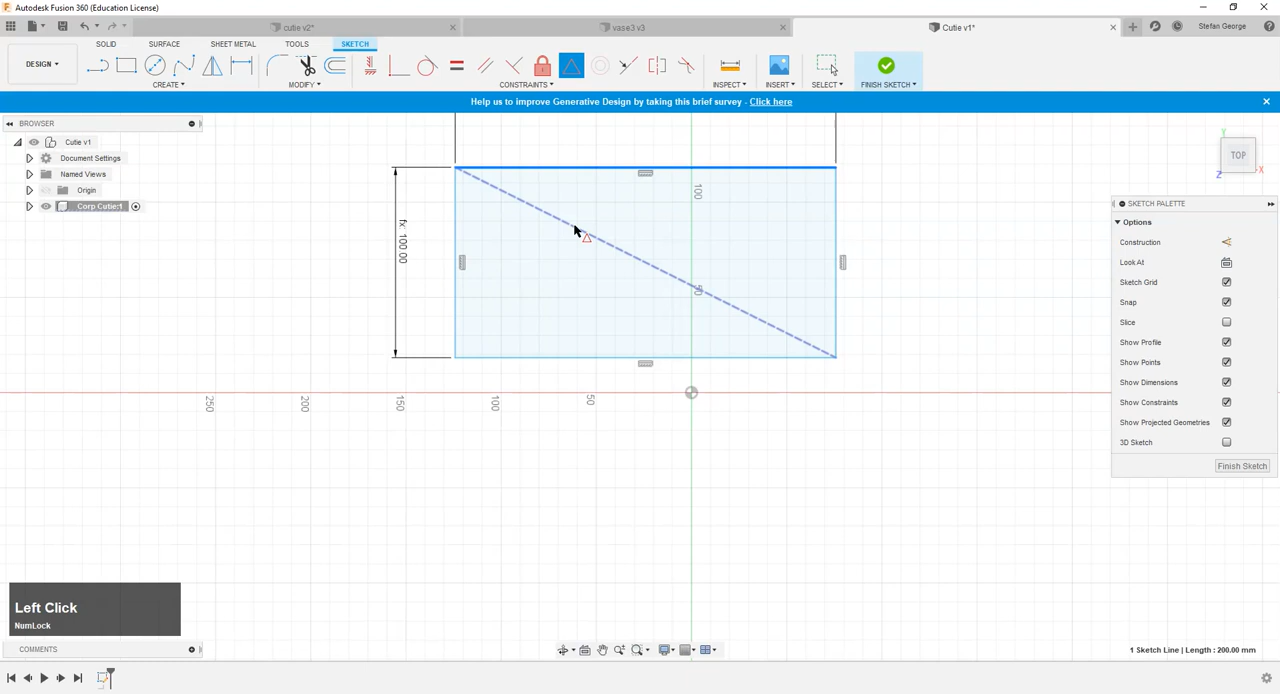 Autodesk Fusion 360 (Education License)
cutie v2*
vase3 v3
Cutie v1*
Stefan George
DESIGN
SOLID
SURFACE
SHEET METAL
TOOLS
SKETCH
CREATE
MODIFY
CONSTRAINTS
INSPECT
INSERT
SELECT
FINISH SKETCH
Help us to improve Generative Design by taking this brief survey - Click here
BROWSER
Cutie v1
Document Settings
Named Views
Origin
Corp Cutie:1
fx: 100.00
100
50
250
200
150
100
50
TOP
Y
X
Z
SKETCH PALETTE
Options
Construction
Look At
Sketch Grid
Snap
Slice
Show Profile
Show Points
Show Dimensions
Show Constraints
Show Projected Geometries
3D Sketch
Finish Sketch
Left Click
NumLock
COMMENTS
1 Sketch Line | Length : 200.00 mm